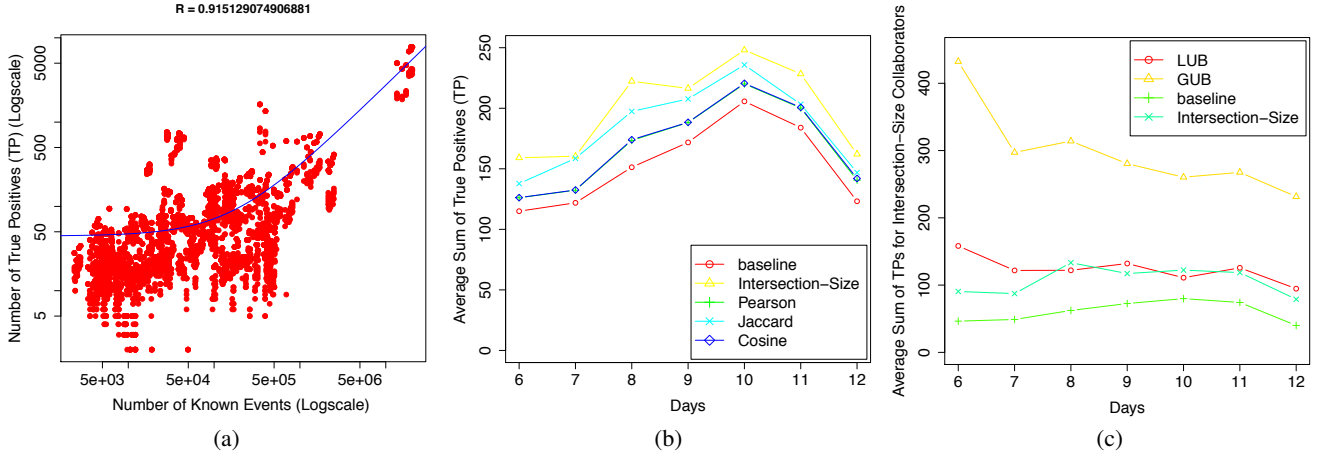 R = 0.915129074906881
Number of True Positives (TP) (Logscale)
5000
500
50
5
5e+03 5e+04 5e+05 5e+06
Number of Known Events (Logscale)
(a)
Average Sum of True Positives (TP)
250
200
150
100
50
0
baseline
Intersection−Size
Pearson
Jaccard
Cosine
6 7 8 9 10 11 12
Days
(b)
Average Sum of TPs for Intersection−Size Collaborators
400
300
200
100
0
LUB
GUB
baseline
Intersection−Size
6 7 8 9 10 11 12
Days
(c)